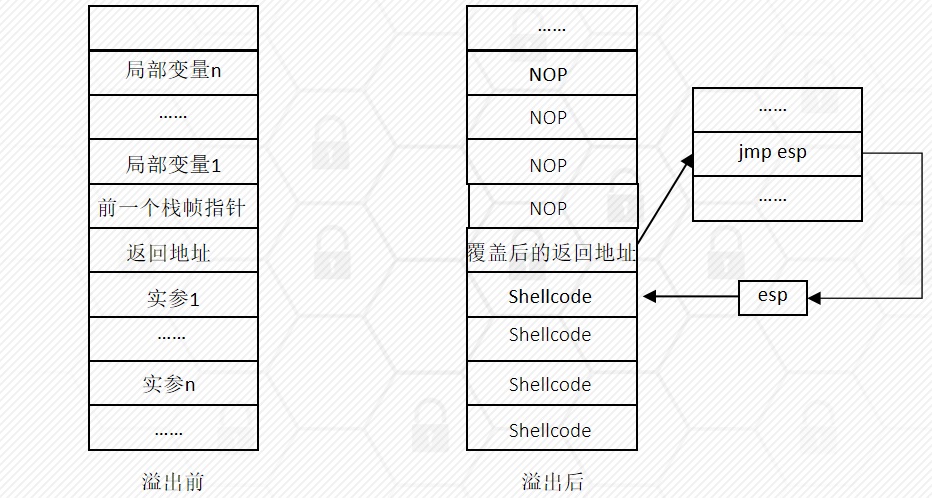 局部变量n
……
局部变量1
前一个栈帧指针
返回地址
实参1
……
实参n
……
溢出前
……
NOP
NOP
NOP
NOP
覆盖后的返回地址
Shellcode
Shellcode
Shellcode
Shellcode
溢出后
……
jmp esp
……
esp